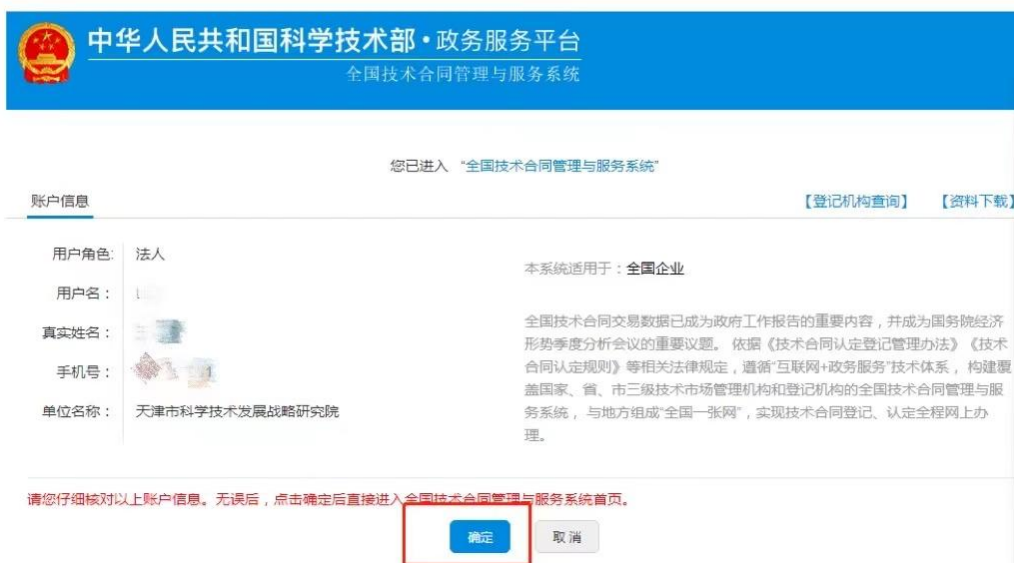 中华人民共和国科学技术部·政务服务平台
全国技术合同管理与服务系统
您已进入 “全国技术合同管理与服务系统”
账户信息
【登记机构查询】 【资料下载】
用户角色: 法人
用户名：
真实姓名：
手机号：
单位名称： 天津市科学技术发展战略研究院
本系统适用于：全国企业
全国技术合同交易数据已成为政府工作报告的重要内容，并成为国务院经济
形势季度分析会议的重要议题。 依据《技术合同认定登记管理办法》《技术
合同认定规则》等相关法律规定，遵循“互联网+政务服务”技术体系， 构建覆
盖国家、省、市三级技术市场管理机构和登记机构的全国技术合同管理与服
务系统， 与地方组成“全国一张网”，实现技术合同登记、认定全程网上办
理。
请您仔细核对以上账户信息。无误后，点击确定后直接进入全国技术合同管理与服务系统首页。
确定 取消